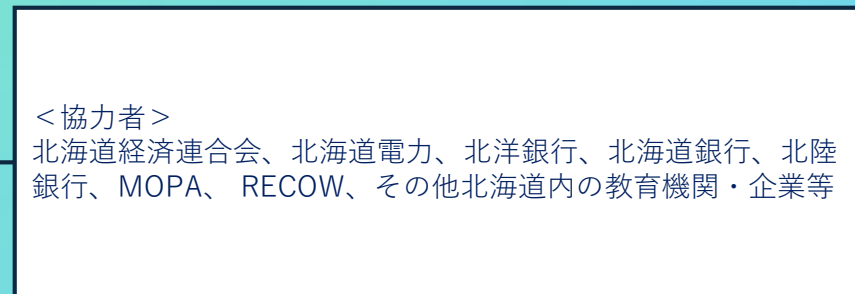 ＜協力者＞
北海道経済連合会、北海道電力、北洋銀行、北海道銀行、北陸
銀行、MOPA、 RECOW、その他北海道内の教育機関・企業等